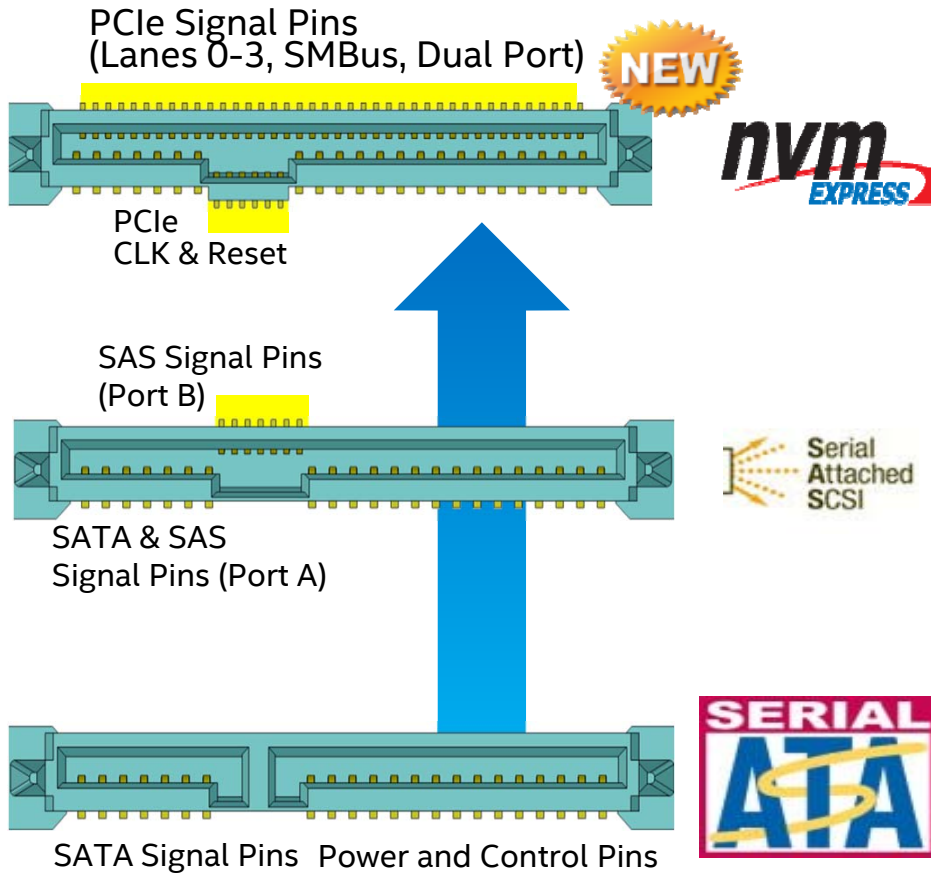 PCIe Signal Pins
(Lanes 0-3, SMBus, Dual Port)
NEW
nvm
EXPRESS
PCIe
CLK & Reset
SAS Signal Pins
(Port B)
Serial
Attached
SCSI
SATA & SAS
Signal Pins (Port A)
SERIAL
ATA
SATA Signal Pins
Power and Control Pins